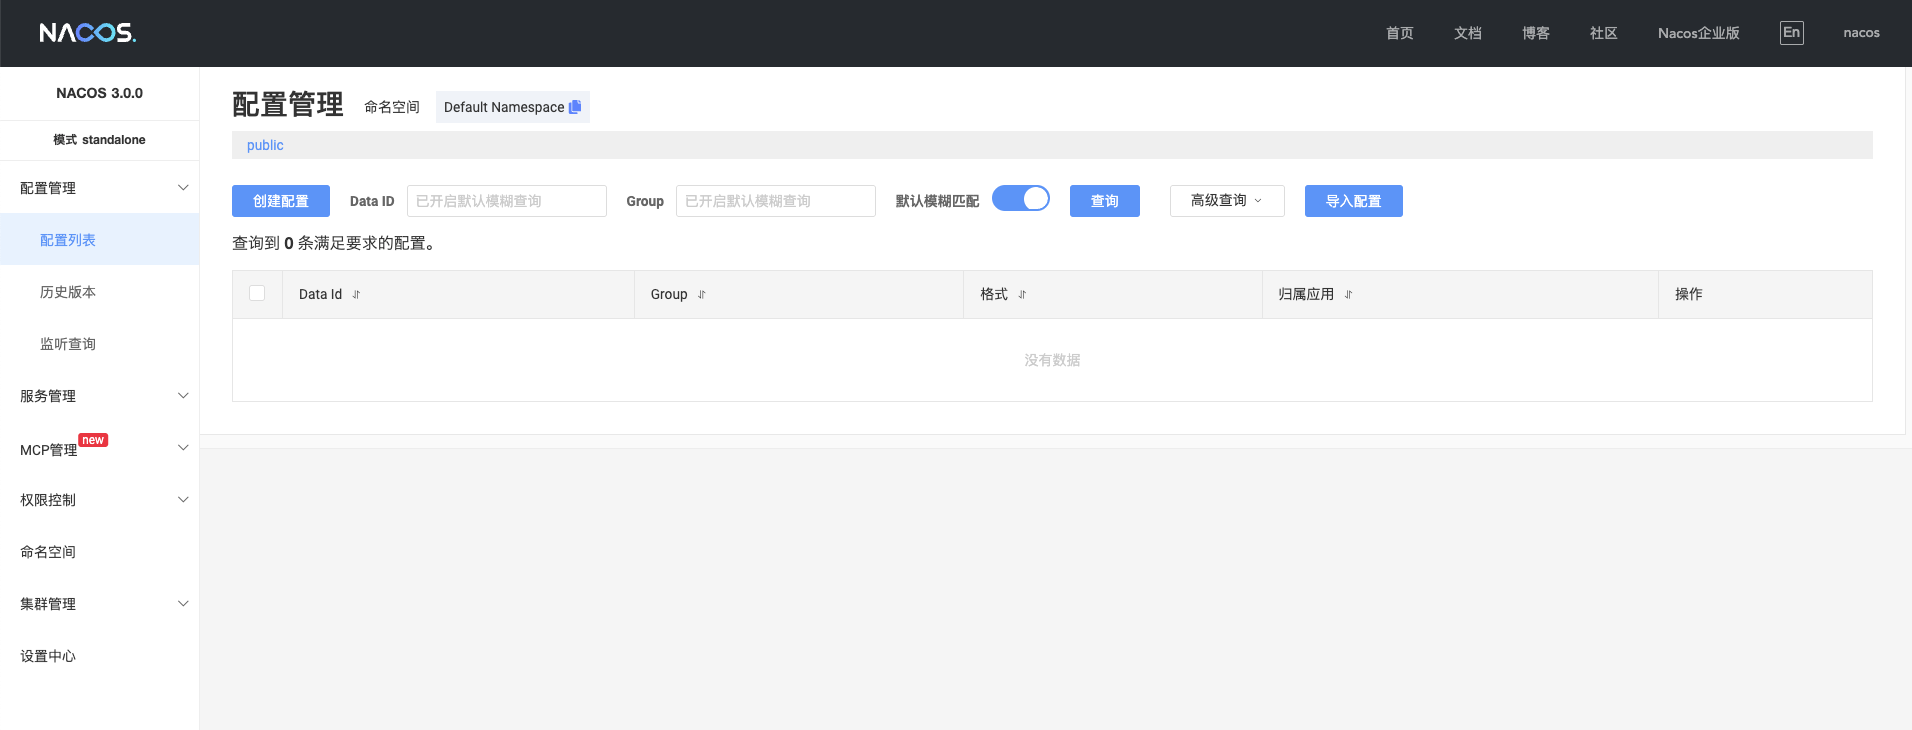 NACOS.
首页 文档 博客 社区 Nacos企业版 En nacos
NACOS 3.0.0
模式 standalone
配置管理
配置列表
历史版本
监听查询
服务管理
MCP管理 new
权限控制
命名空间
集群管理
设置中心
配置管理 命名空间 Default Namespace
public
创建配置 Data ID 已开启默认模糊查询 Group 已开启默认模糊查询 默认模糊匹配 查询 高级查询 导入配置
查询到 0 条满足要求的配置。
Data Id Group 格式 归属应用 操作
没有数据